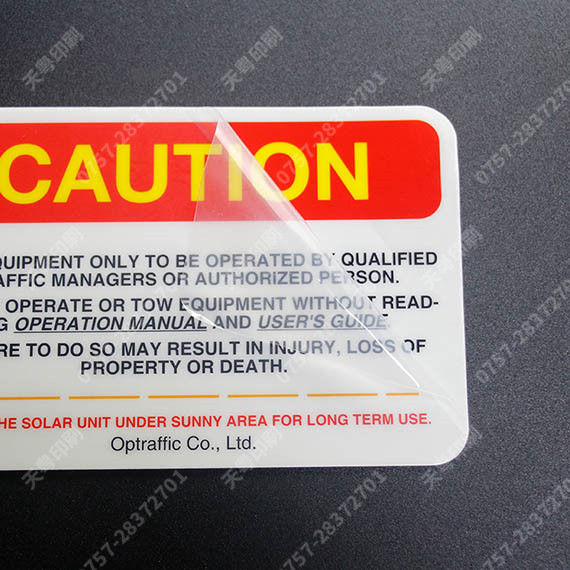 CAUTION
QUIPMENT ONLY TO BE OPERATED BY QUALIFIED
AFFIC MANAGERS OR AUTHORIZED PERSON.
OPERATE OR TOW EQUIPMENT WITHOUT READ-
G OPERATION MANUAL AND USER'S GUIDE.
RE TO DO SO MAY RESULT IN INJURY, LOSS OF
PROPERTY OR DEATH.
HE SOLAR UNIT UNDER SUNNY AREA FOR LONG TERM USE.
Optraffic Co., Ltd.
天粤印刷
0757-28372701